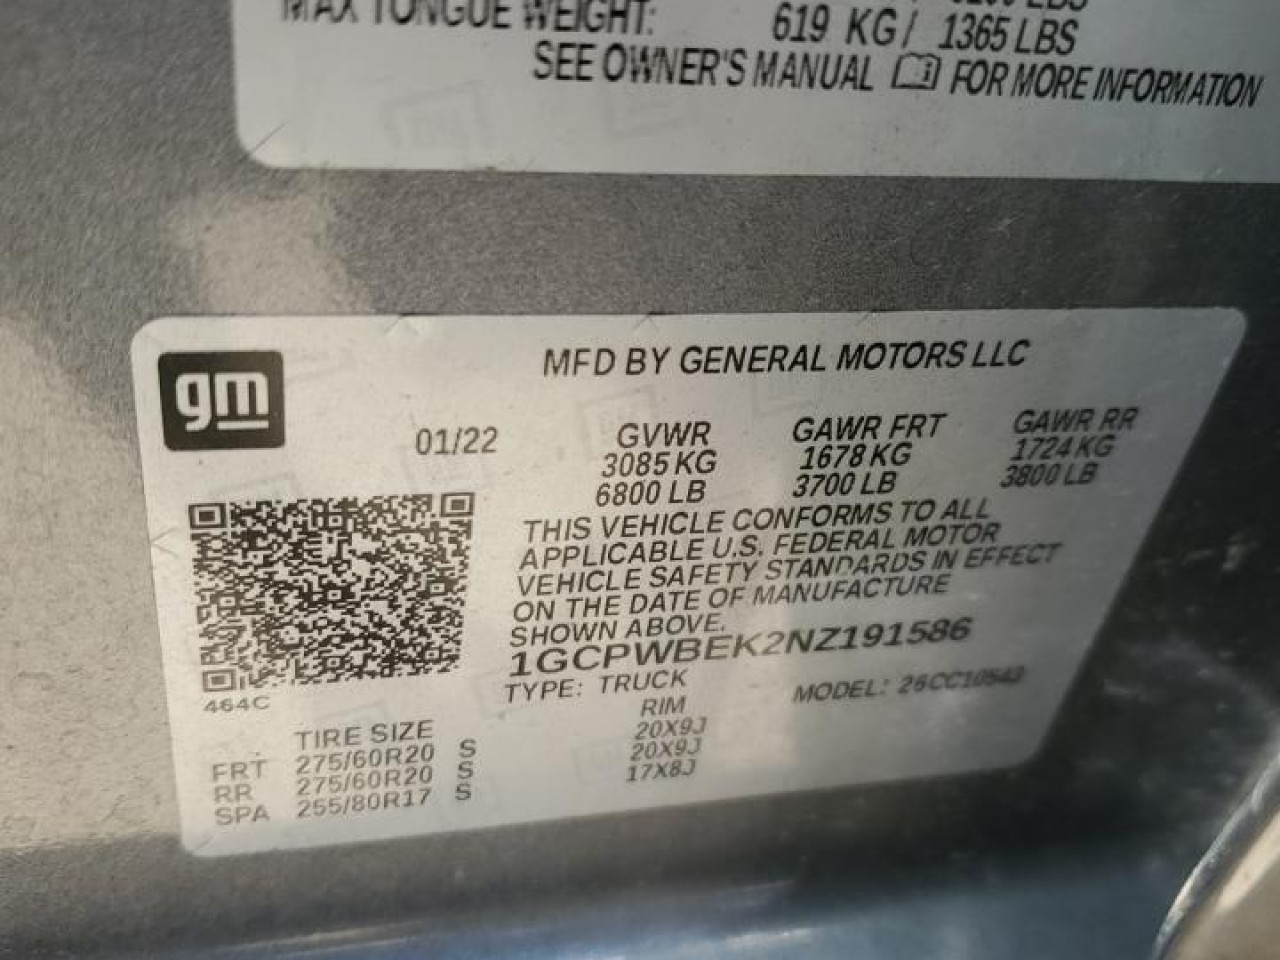 MAX TONGUE WEIGHT: 619 KG / 1365 LBS
SEE OWNER'S MANUAL FOR MORE INFORMATION
gm
MFD BY GENERAL MOTORS LLC
01/22
GVWR GAWR FRT GAWR RR
3085 KG 1678 KG 1724 KG
6800 LB 3700 LB 3800 LB
THIS VEHICLE CONFORMS TO ALL
APPLICABLE U.S. FEDERAL MOTOR
VEHICLE SAFETY STANDARDS IN EFFECT
ON THE DATE OF MANUFACTURE
SHOWN ABOVE.
1GCPWBEK2NZ191586
TYPE: TRUCK MODEL: 26CC10543
464C
TIRE SIZE RIM
FRT 275/60R20 S 20X9J
RR 275/60R20 S 20X9J
SPA 255/80R17 S 17X8J